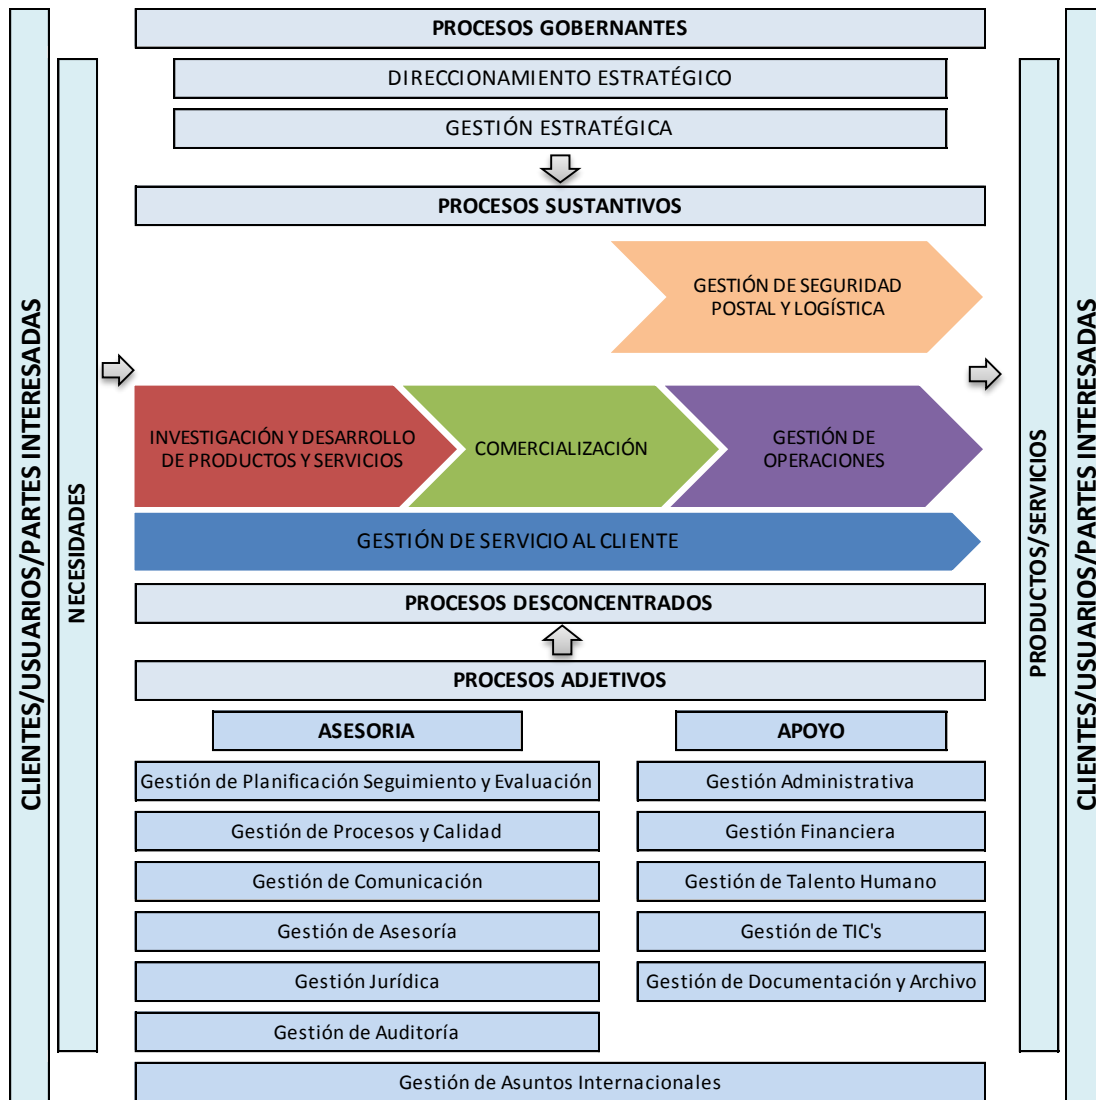 PROCESOS GOBERNANTES
DIRECCIONAMIENTO ESTRATÉGICO
GESTIÓN ESTRATÉGICA
PROCESOS SUSTANTIVOS
CLIENTES/USUARIOS/PARTES INTERESADAS
NECESIDADES
GESTIÓN DE SEGURIDAD
POSTAL Y LOGÍSTICA
INVESTIGACIÓN Y DESARROLLO
DE PRODUCTOS Y SERVICIOS
COMERCIALIZACIÓN
GESTIÓN DE
OPERACIONES
GESTIÓN DE SERVICIO AL CLIENTE
PRODUCTOS/SERVICIOS
CLIENTES/USUARIOS/PARTES INTERESADAS
PROCESOS DESCONCENTRADOS
PROCESOS ADJETIVOS
ASESORIA
Gestión de Planificación Seguimiento y Evaluación
Gestión de Procesos y Calidad
Gestión de Comunicación
Gestión de Asesoría
Gestión Jurídica
Gestión de Auditoría
APOYO
Gestión Administrativa
Gestión Financiera
Gestión de Talento Humano
Gestión de TIC's
Gestión de Documentación y Archivo
Gestión de Asuntos Internacionales